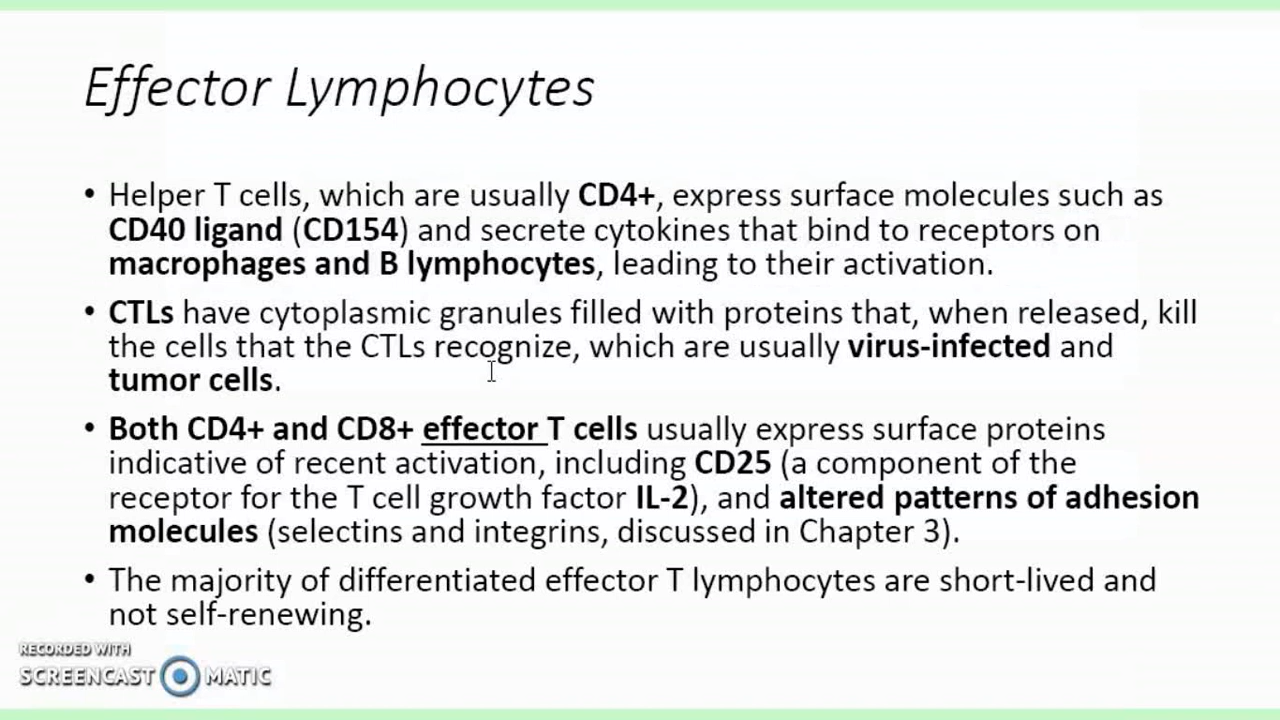 Effector Lymphocytes
• Helper T cells, which are usually CD4+, express surface molecules such as
CD40 ligand (CD154) and secrete cytokines that bind to receptors on
macrophages and B lymphocytes, leading to their activation.
• CTLs have cytoplasmic granules filled with proteins that, when released, kill
the cells that the CTLs recognize, which are usually virus-infected and
tumor cells.
• Both CD4+ and CD8+ effector T cells usually express surface proteins
indicative of recent activation, including CD25 (a component of the
receptor for the T cell growth factor IL-2), and altered patterns of adhesion
molecules (selectins and integrins, discussed in Chapter 3).
• The majority of differentiated effector T lymphocytes are short-lived and
not self-renewing.
RECORDED WITH
SCREENCAST MATIC